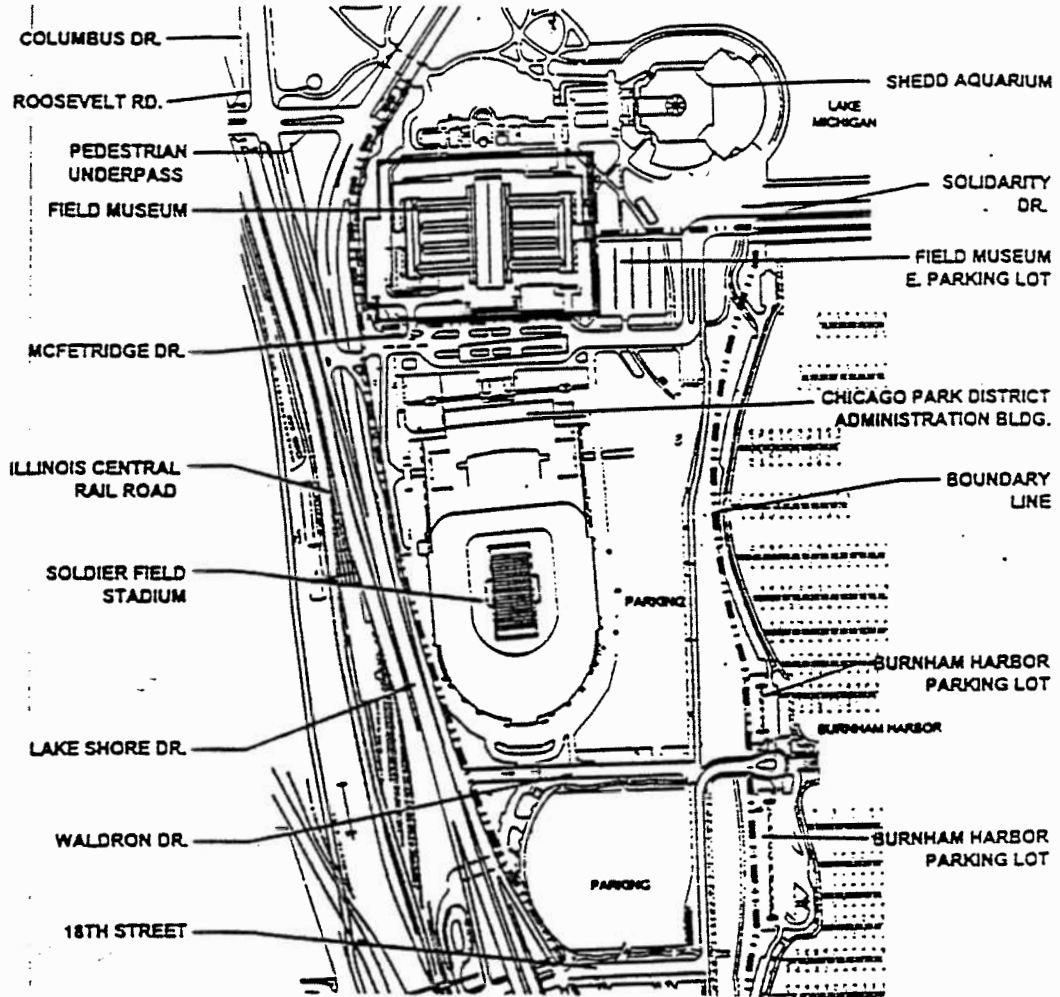 COLUMBUS DR.
ROOSEVELT RD.
PEDESTRIAN
UNDERPASS
FIELD MUSEUM
MCFETRIDGE DR.
ILLINOIS CENTRAL
RAIL ROAD
SOLDIER FIELD
STADIUM
LAKE SHORE DR.
WALDRON DR.
18TH STREET
SHEDD AQUARIUM
LAKE
MICHIGAN
SOLIDARITY
DR.
FIELD MUSEUM
E. PARKING LOT
CHICAGO PARK DISTRICT
ADMINISTRATION BLDG.
BOUNDARY
LINE
PARKING
BURNHAM HARBOR
PARKING LOT
BURNHAM HARBOR
BURNHAM HARBOR
PARKING LOT
PARKING